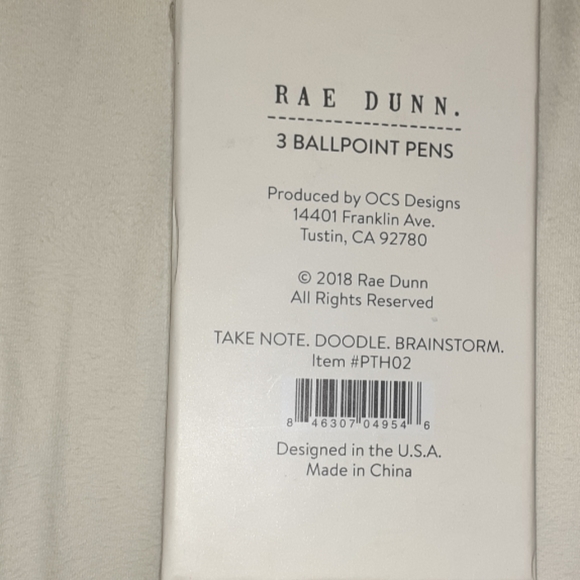 RAE DUNN.
3 BALLPOINT PENS
Produced by OCS Designs
14401 Franklin Ave.
Tustin, CA 92780
© 2018 Rae Dunn
All Rights Reserved
TAKE NOTE. DOODLE. BRAINSTORM.
Item #PTH02
8 46307 04954 6
Designed in the U.S.A.
Made in China